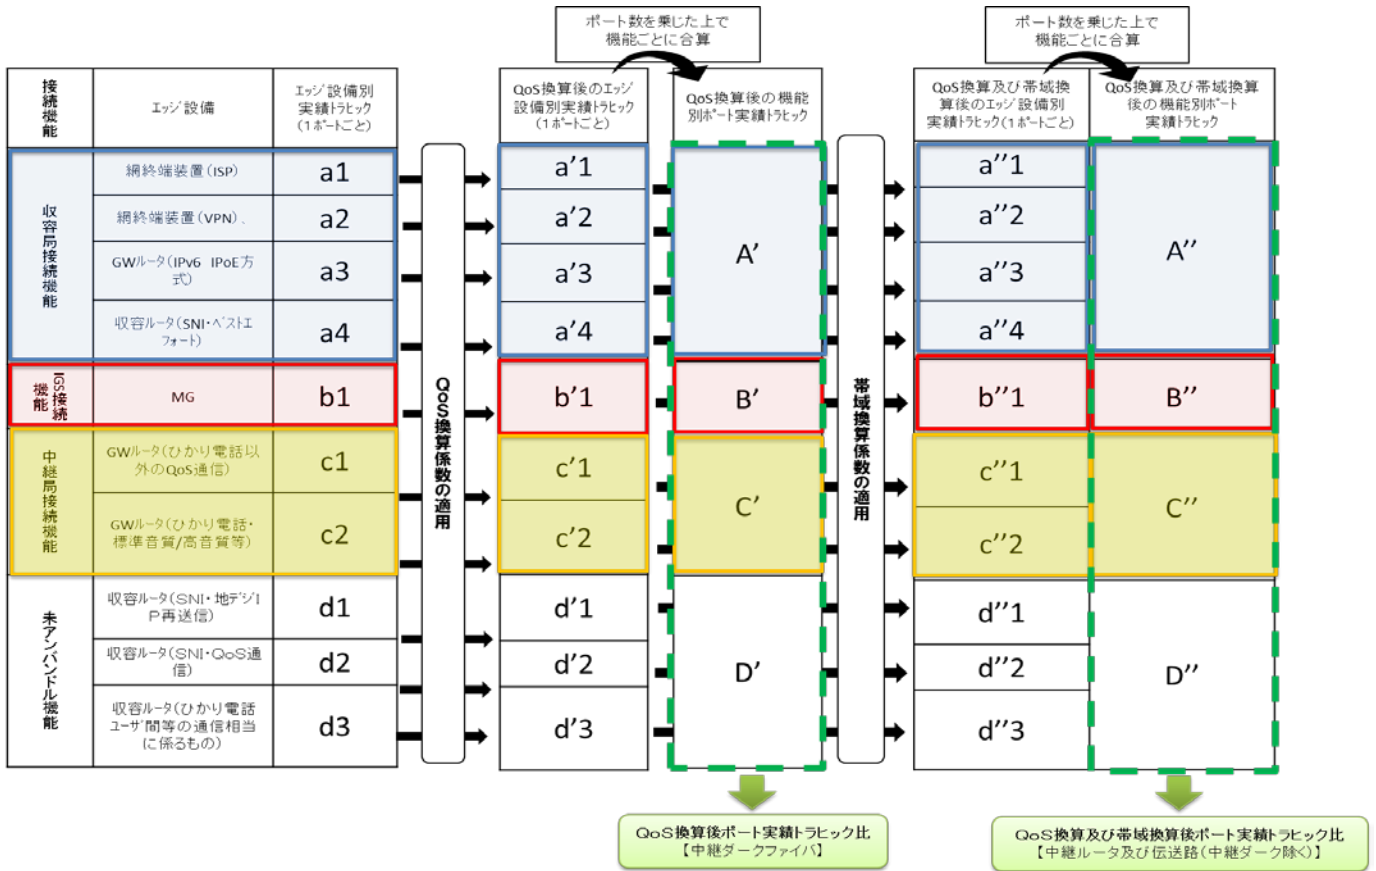 ポート数を乗じた上で
機能ごとに合算
ポート数を乗じた上で
機能ごとに合算
接続機能
エッジ設備
エッジ設備別
実績トラヒック
(1ポートごと)
QoS換算後のエッジ
設備別実績トラヒック
(1ポートごと)
QoS換算後の機能
別ポート実績トラヒック
QoS換算及び帯域換
算後のエッジ設備別
実績トラヒック(1ポートごと)
QoS換算及び帯域換算
後の機能別ポート
実績トラヒック
収容局接続機能
網終端装置(ISP)
a1
a'1
a''1
網終端装置(VPN)、
a2
a'2
a''2
GWルータ(IPv6 IPoE方
式)
a3
a'3
a''3
収容ルータ(SNI・ベストエ
フォート)
a4
a'4
a''4
A'
A''
IGS接続
機能
MG
b1
b'1
B'
b''1
B''
中継局接続機能
GWルータ(ひかり電話以
外のQoS通信)
c1
c'1
c''1
GWルータ(ひかり電話・
標準音質/高音質等)
c2
c'2
c''2
C'
C''
未アンバンドル機能
収容ルータ(SNI・地デジI
P再送信)
d1
d'1
d''1
収容ルータ(SNI・QoS通
信)
d2
d'2
d''2
収容ルータ(ひかり電話
ユーザ間等の通信相当
に係るもの)
d3
d'3
d''3
D'
D''
QoS換算係数の適用
帯域換算係数の適用
QoS換算後ポート実績トラヒック比
【中継ダークファイバ】
QoS換算及び帯域換算後ポート実績トラヒック比
【中継ルータ及び伝送路(中継ダーク除く)】